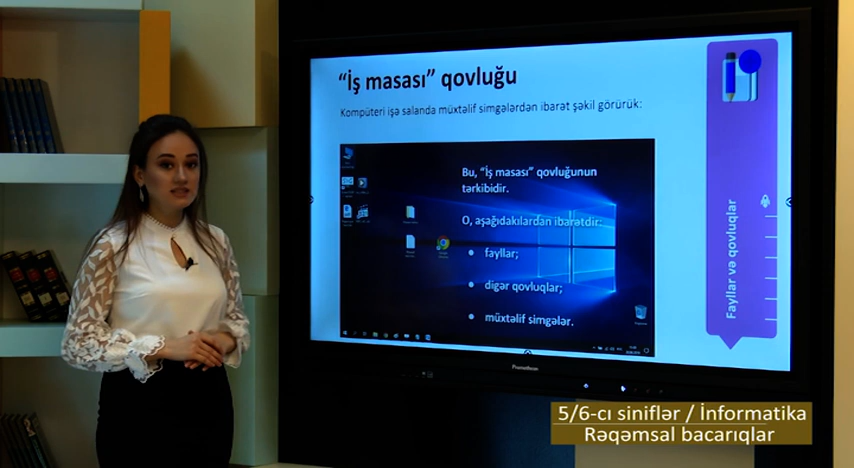 “İş masası” qovluğu
Kompüteri işə salanda müxtəlif simgələrdən ibarət şəkil görürük:
Bu, “İş masası” qovluğunun
tərkibidir.
O, aşağıdakılardan ibarətdir:
fayllar;
digər qovluqlar;
müxtəlif simgələr.
Fayllar və qovluqlar
Promethean
5/6-cı siniflər / İnformatika
Rəqəmsal bacarıqlar